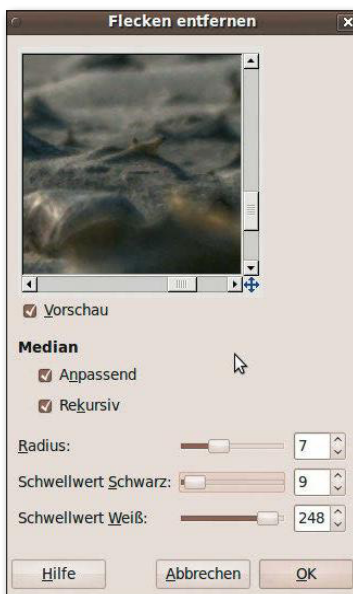 Flecken entfernen
Vorschau
Median
Anpassend
Rekursiv
Radius: 7
Schwellwert Schwarz: 9
Schwellwert Weiß: 248
Hilfe Abbrechen OK